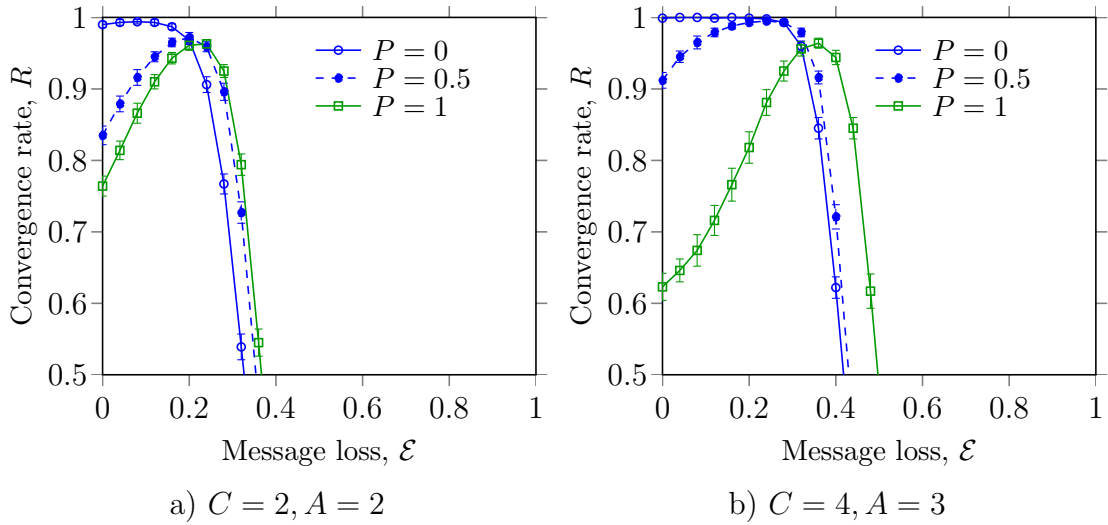 1
0.9
0.8
0.7
0.6
0.5
0
0.2
0.4
0.6
0.8
1
Convergence rate, R
Message loss, ℰ
P = 0
P = 0.5
P = 1
a) C = 2, A = 2
1
0.9
0.8
0.7
0.6
0.5
0
0.2
0.4
0.6
0.8
1
Convergence rate, R
Message loss, ℰ
P = 0
P = 0.5
P = 1
b) C = 4, A = 3